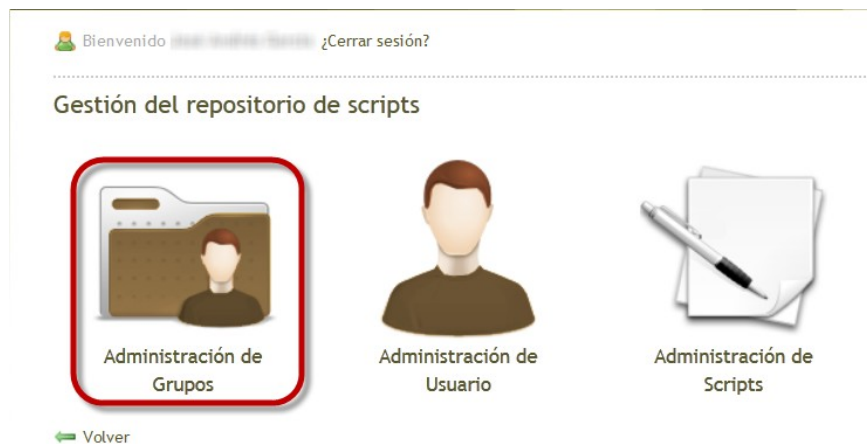 Bienvenido ¿Cerrar sesión?
Gestión del repositorio de scripts
Administración de
Grupos
Administración de
Usuario
Administración de
Scripts
Volver